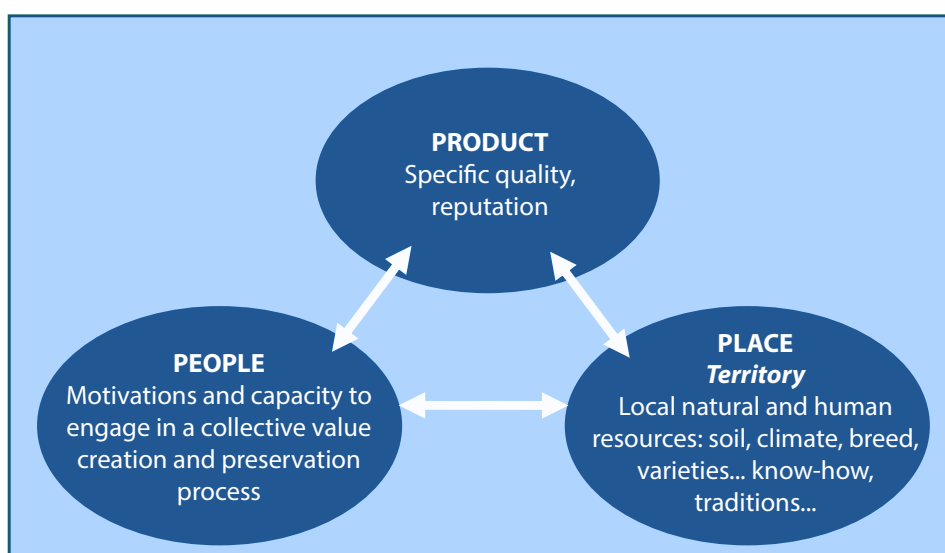 PRODUCT
Specific quality,
reputation
PEOPLE
Motivations and capacity to
engage in a collective value
creation and preservation
process
PLACE
Territory
Local natural and human
resources: soil, climate, breed,
varieties... know-how,
traditions...